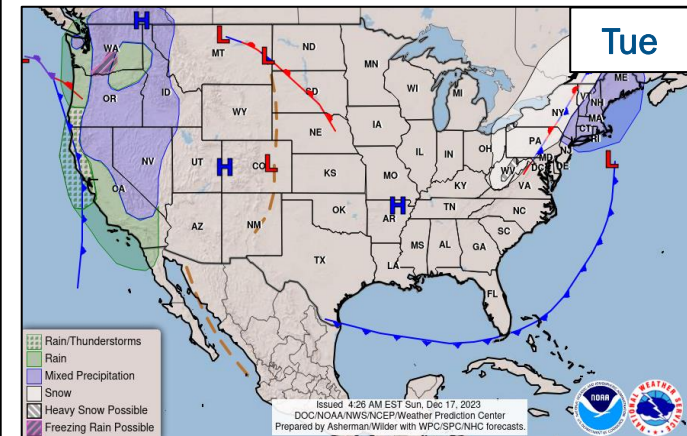 Tue
H
WA
L
MT
L
ND
MN
ME
OR
ID
SD
WI
MI
VT
NH
NY
MA
CT
RI
WY
NE
IA
PA
NJ
L
NV
UT
H
CO
L
IL
IN
OH
MD
DE
DC
WV
CA
KS
MO
KY
VA
H
AZ
NM
OK
AR
TN
NC
SC
TX
MS
AL
GA
LA
FL
Rain/Thunderstorms
Rain
Mixed Precipitation
Snow
Heavy Snow Possible
Freezing Rain Possible
Issued 4:26 AM EST Sun, Dec 17, 2023
DOC/NOAA/NWS/NCEP/Weather Prediction Center
Prepared by Asherman/Wilder with WPC/SPC/NHC forecasts.
NOAA
NATIONAL WEATHER SERVICE